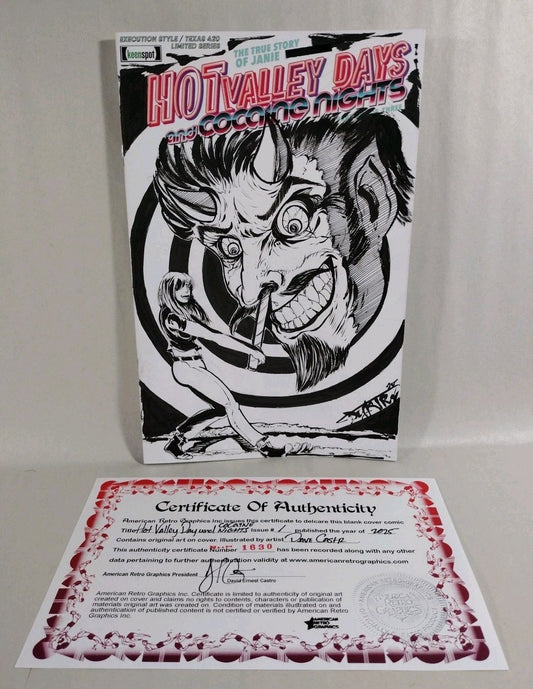 EXECUTION STYLE / TEXAS 420
LIMITED SERIES
keenspot
THE TRUE STORY
OF JANIE
HOT VALLEY DAYS
and COCAINE NIGHTS
THREE
Certificate Of Authenticity
American Retro Graphics Inc issues this certificate to delcare this blank cover comic
Title Hot Valley Days and COCAINE Nights Issue # 1 published the year of 2025
Contains original art on cover. Illustrated by artist Dave Castr
This authenticity certificate Number 1690 has been recorded along with any other
data pertaining to further authentication validity at www.americanretrographics.com
American Retro Graphics President
David Ernest Castro
American Retro Graphics Inc. Certificate is limited to authenticity of original art
created on cover and claims no rights to contents, characters or publication of
materials original art was created on. Condition of materials illustrated on and
authentication of published content is not certified or verified by American Retro
Graphics Inc.
AMERICAN
RETRO
GRAPHICS